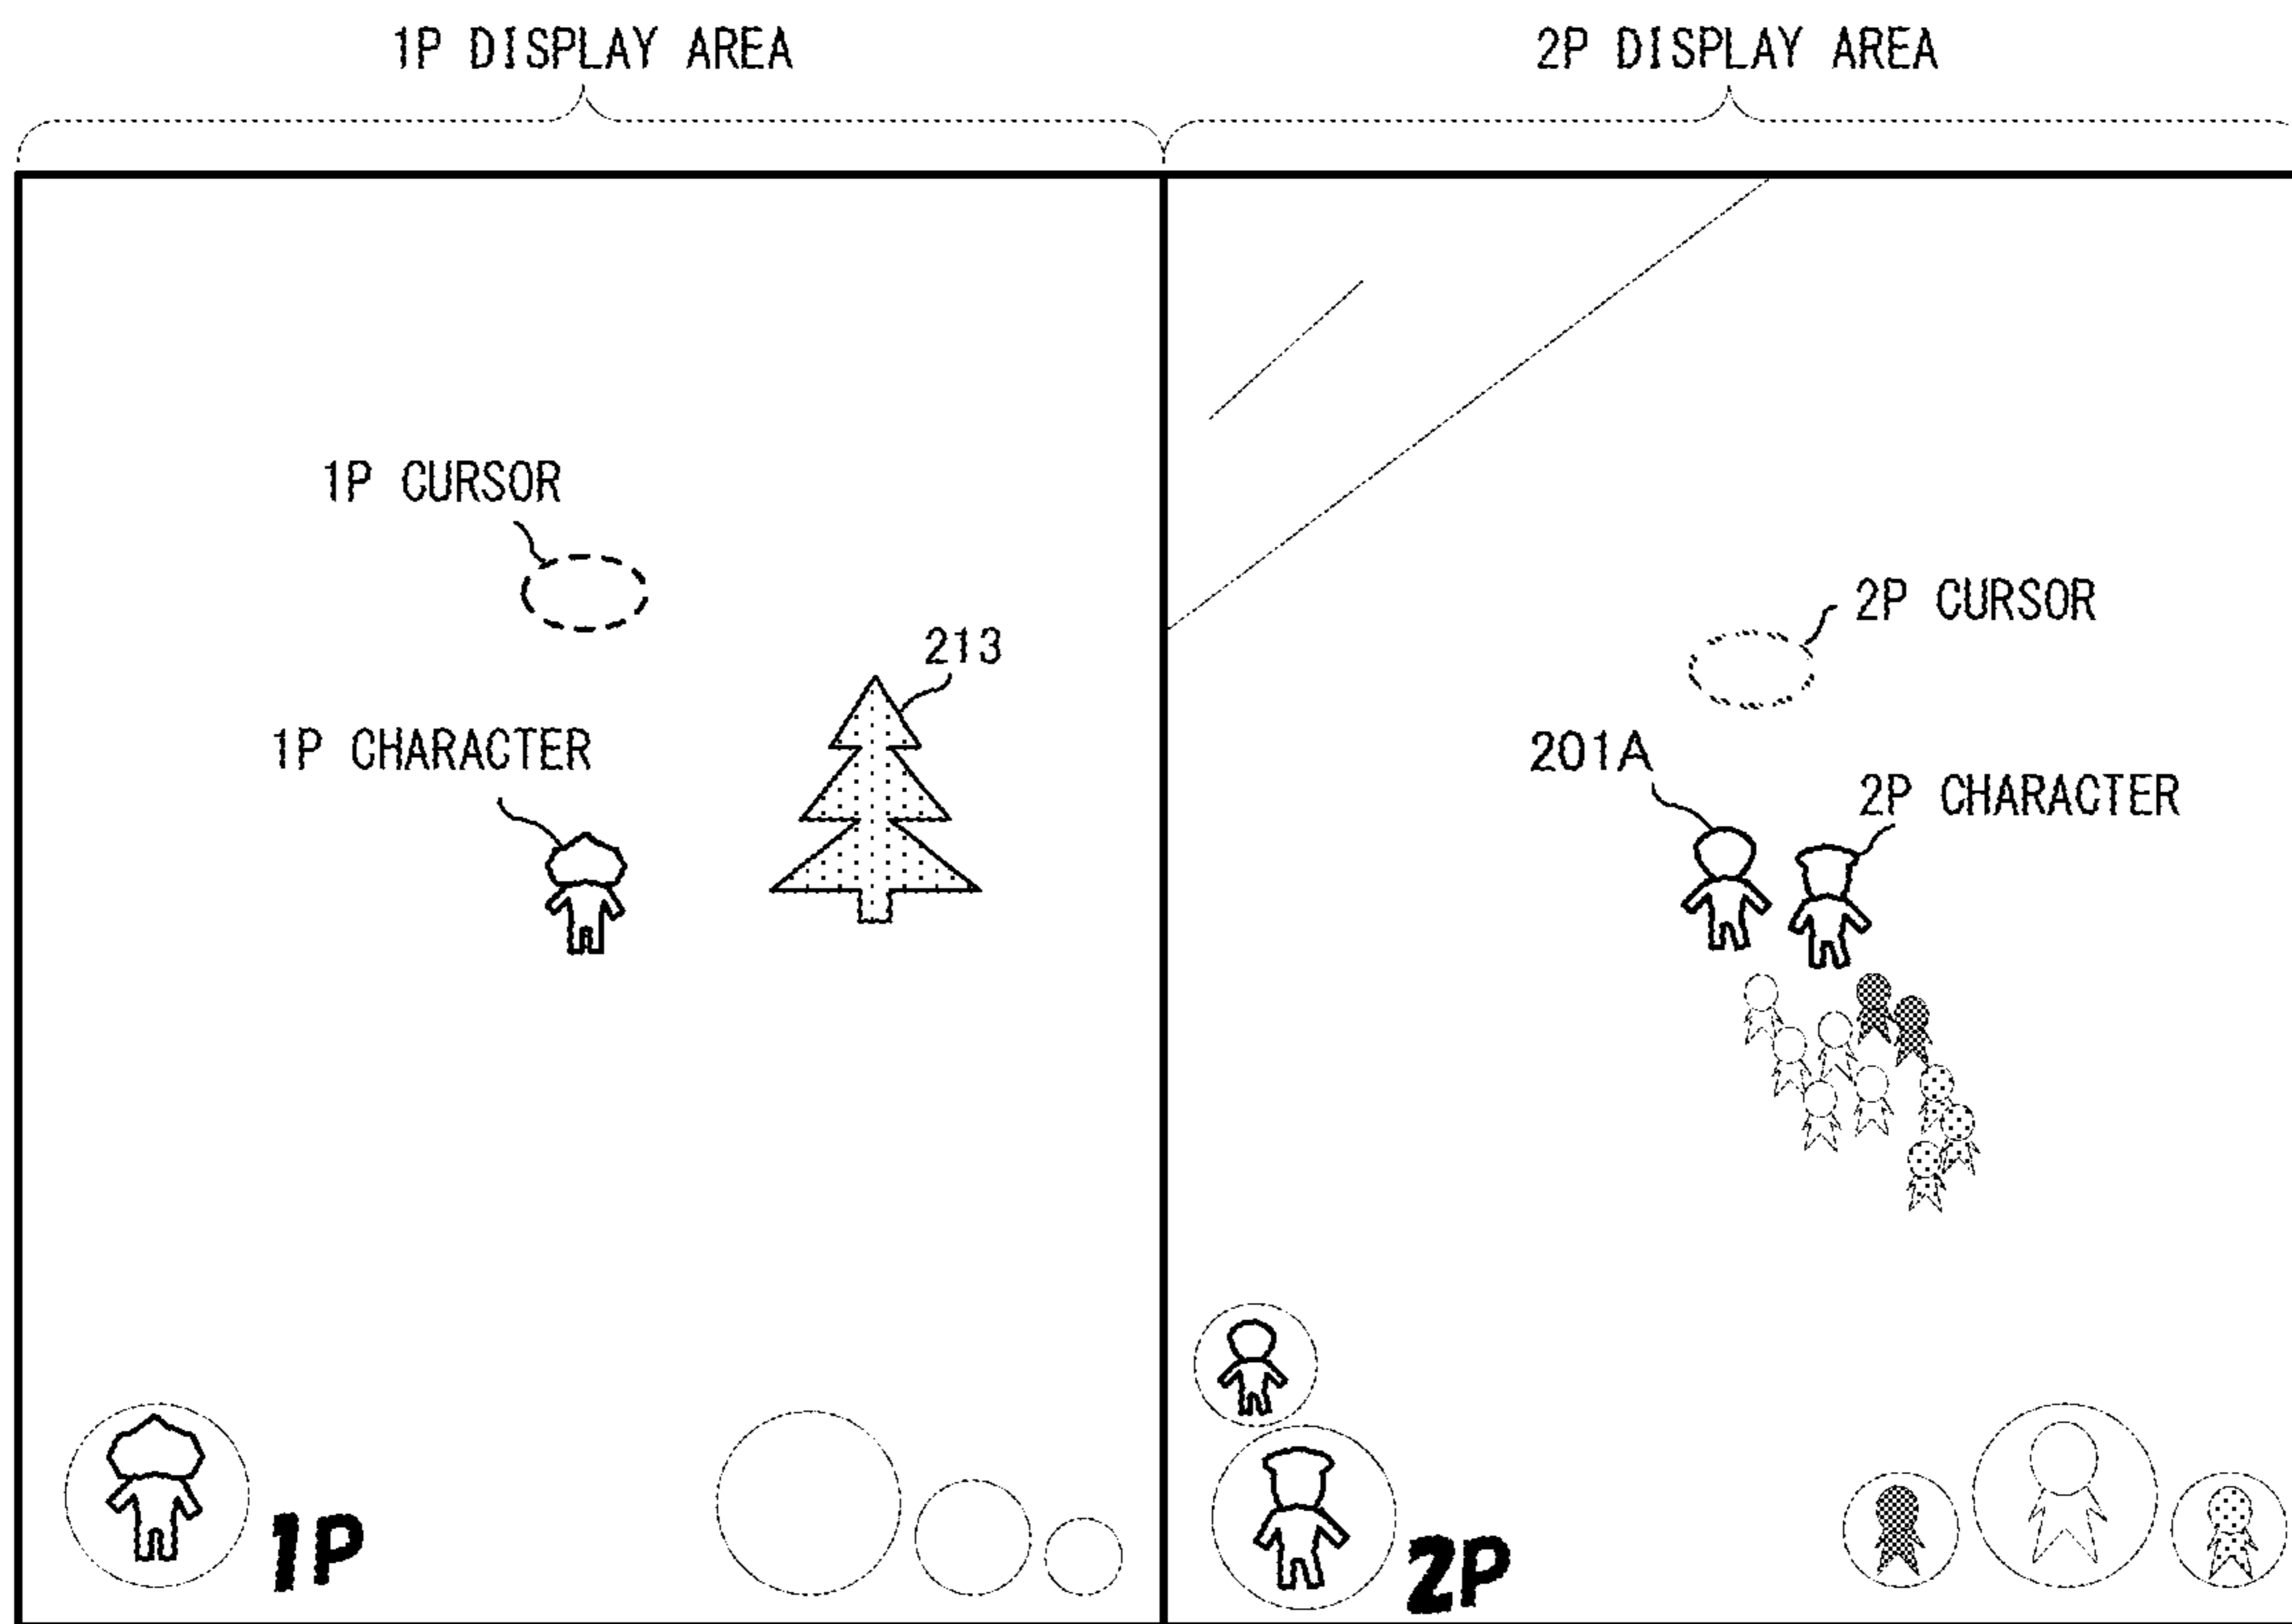 1P DISPLAY AREA
2P DISPLAY AREA
1P CURSOR
2P CURSOR
213
1P CHARACTER
201A
2P CHARACTER
1P
2P